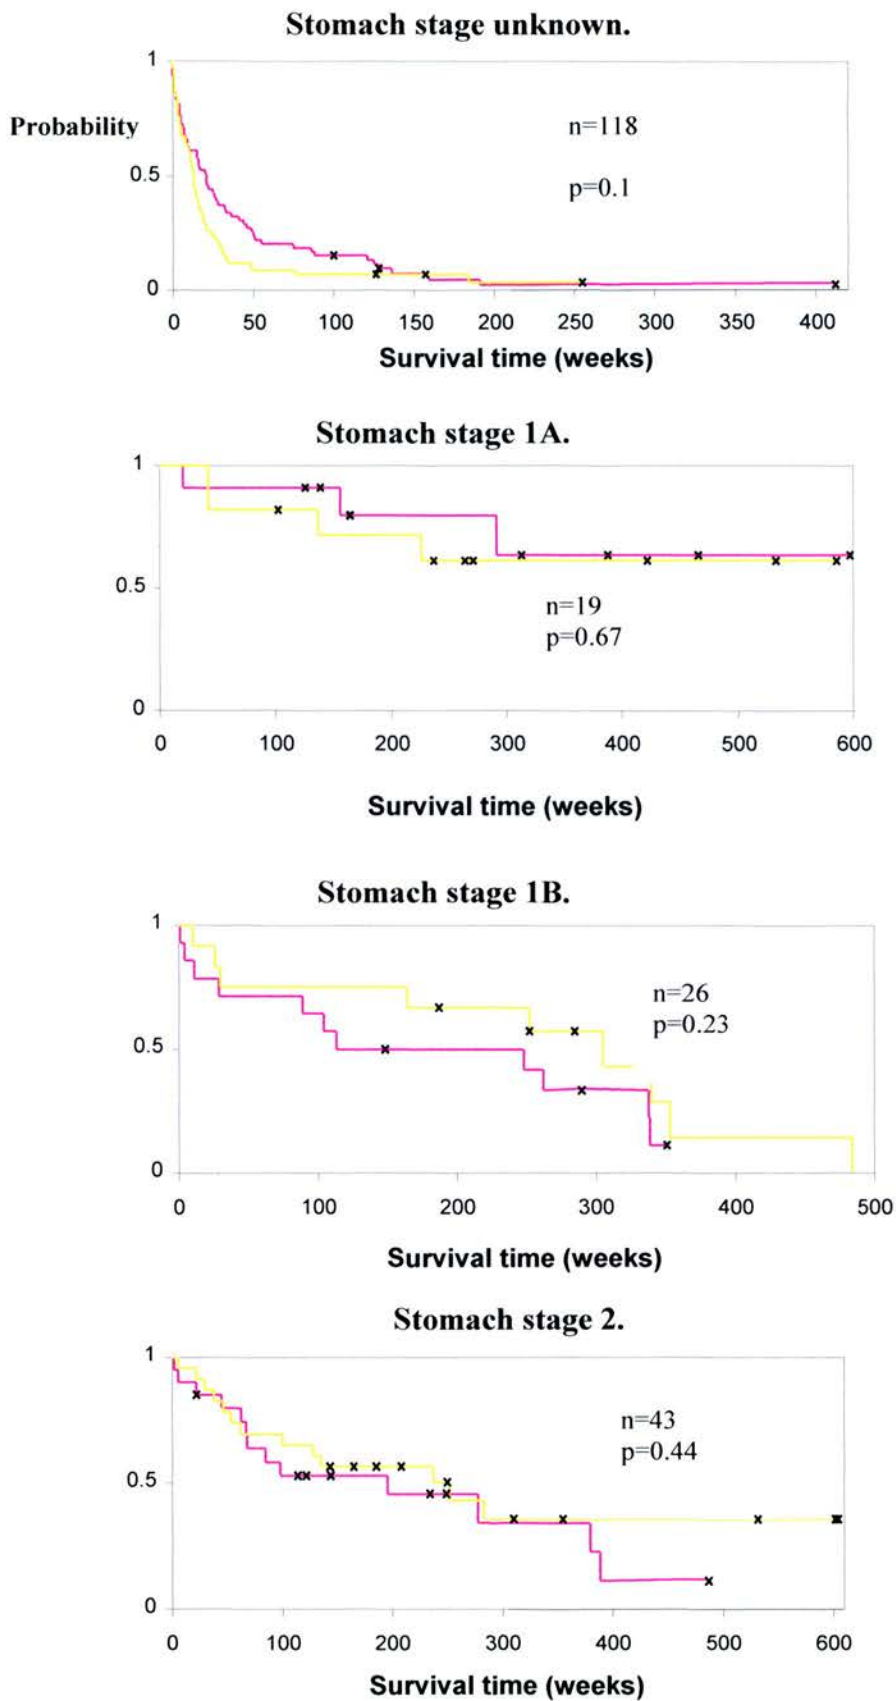 Stomach stage unknown.
1
Probability
n=118
0.5
p=0.1
0
0 50 100 150 200 250 300 350 400
Survival time (weeks)
Stomach stage 1A.
1
0.5
n=19
p=0.67
0
0 100 200 300 400 500 600
Survival time (weeks)
Stomach stage 1B.
1
n=26
p=0.23
0.5
0
0 100 200 300 400 500
Survival time (weeks)
Stomach stage 2.
1
n=43
p=0.44
0.5
0
0 100 200 300 400 500 600
Survival time (weeks)